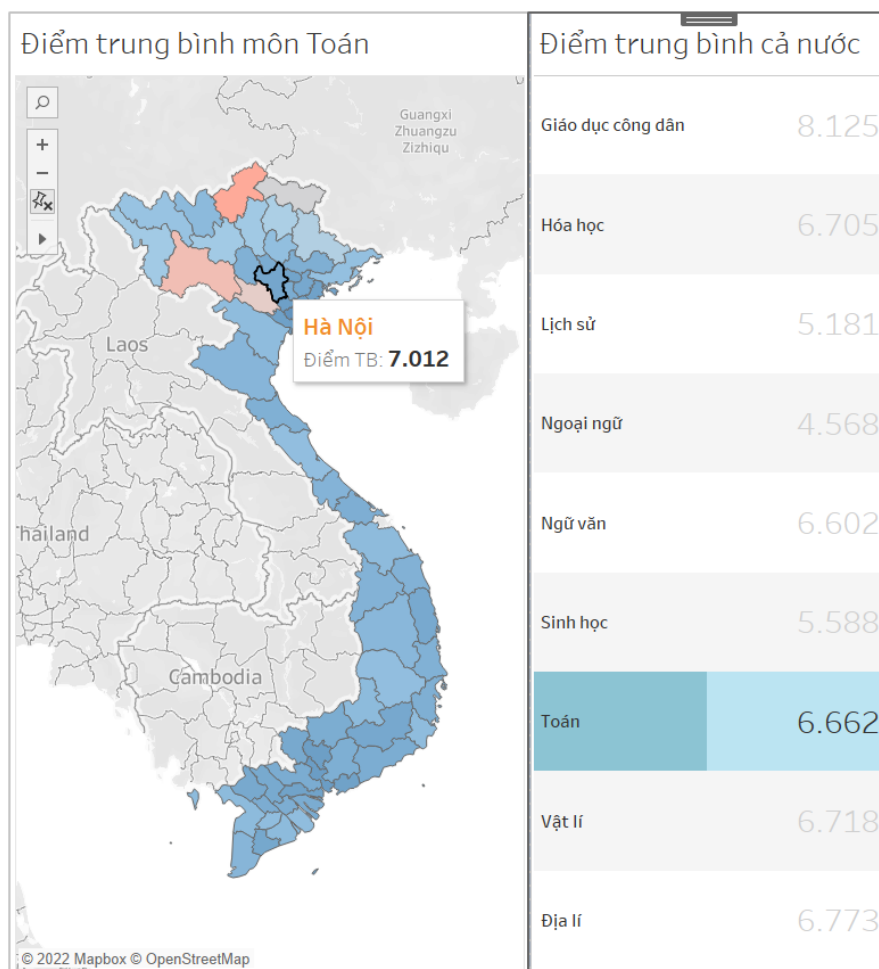 Điểm trung bình môn Toán
Guangxi
Zhuangzu
Zizhiqu
Laos
Hà Nội
Điểm TB: 7.012
hailand
Cambodia
© 2022 Mapbox © OpenStreetMap
Điểm trung bình cả nước
Giáo dục công dân 8.125
Hóa học 6.705
Lịch sử 5.181
Ngoại ngữ 4.568
Ngữ văn 6.602
Sinh học 5.588
Toán 6.662
Vật lí 6.718
Địa lí 6.773